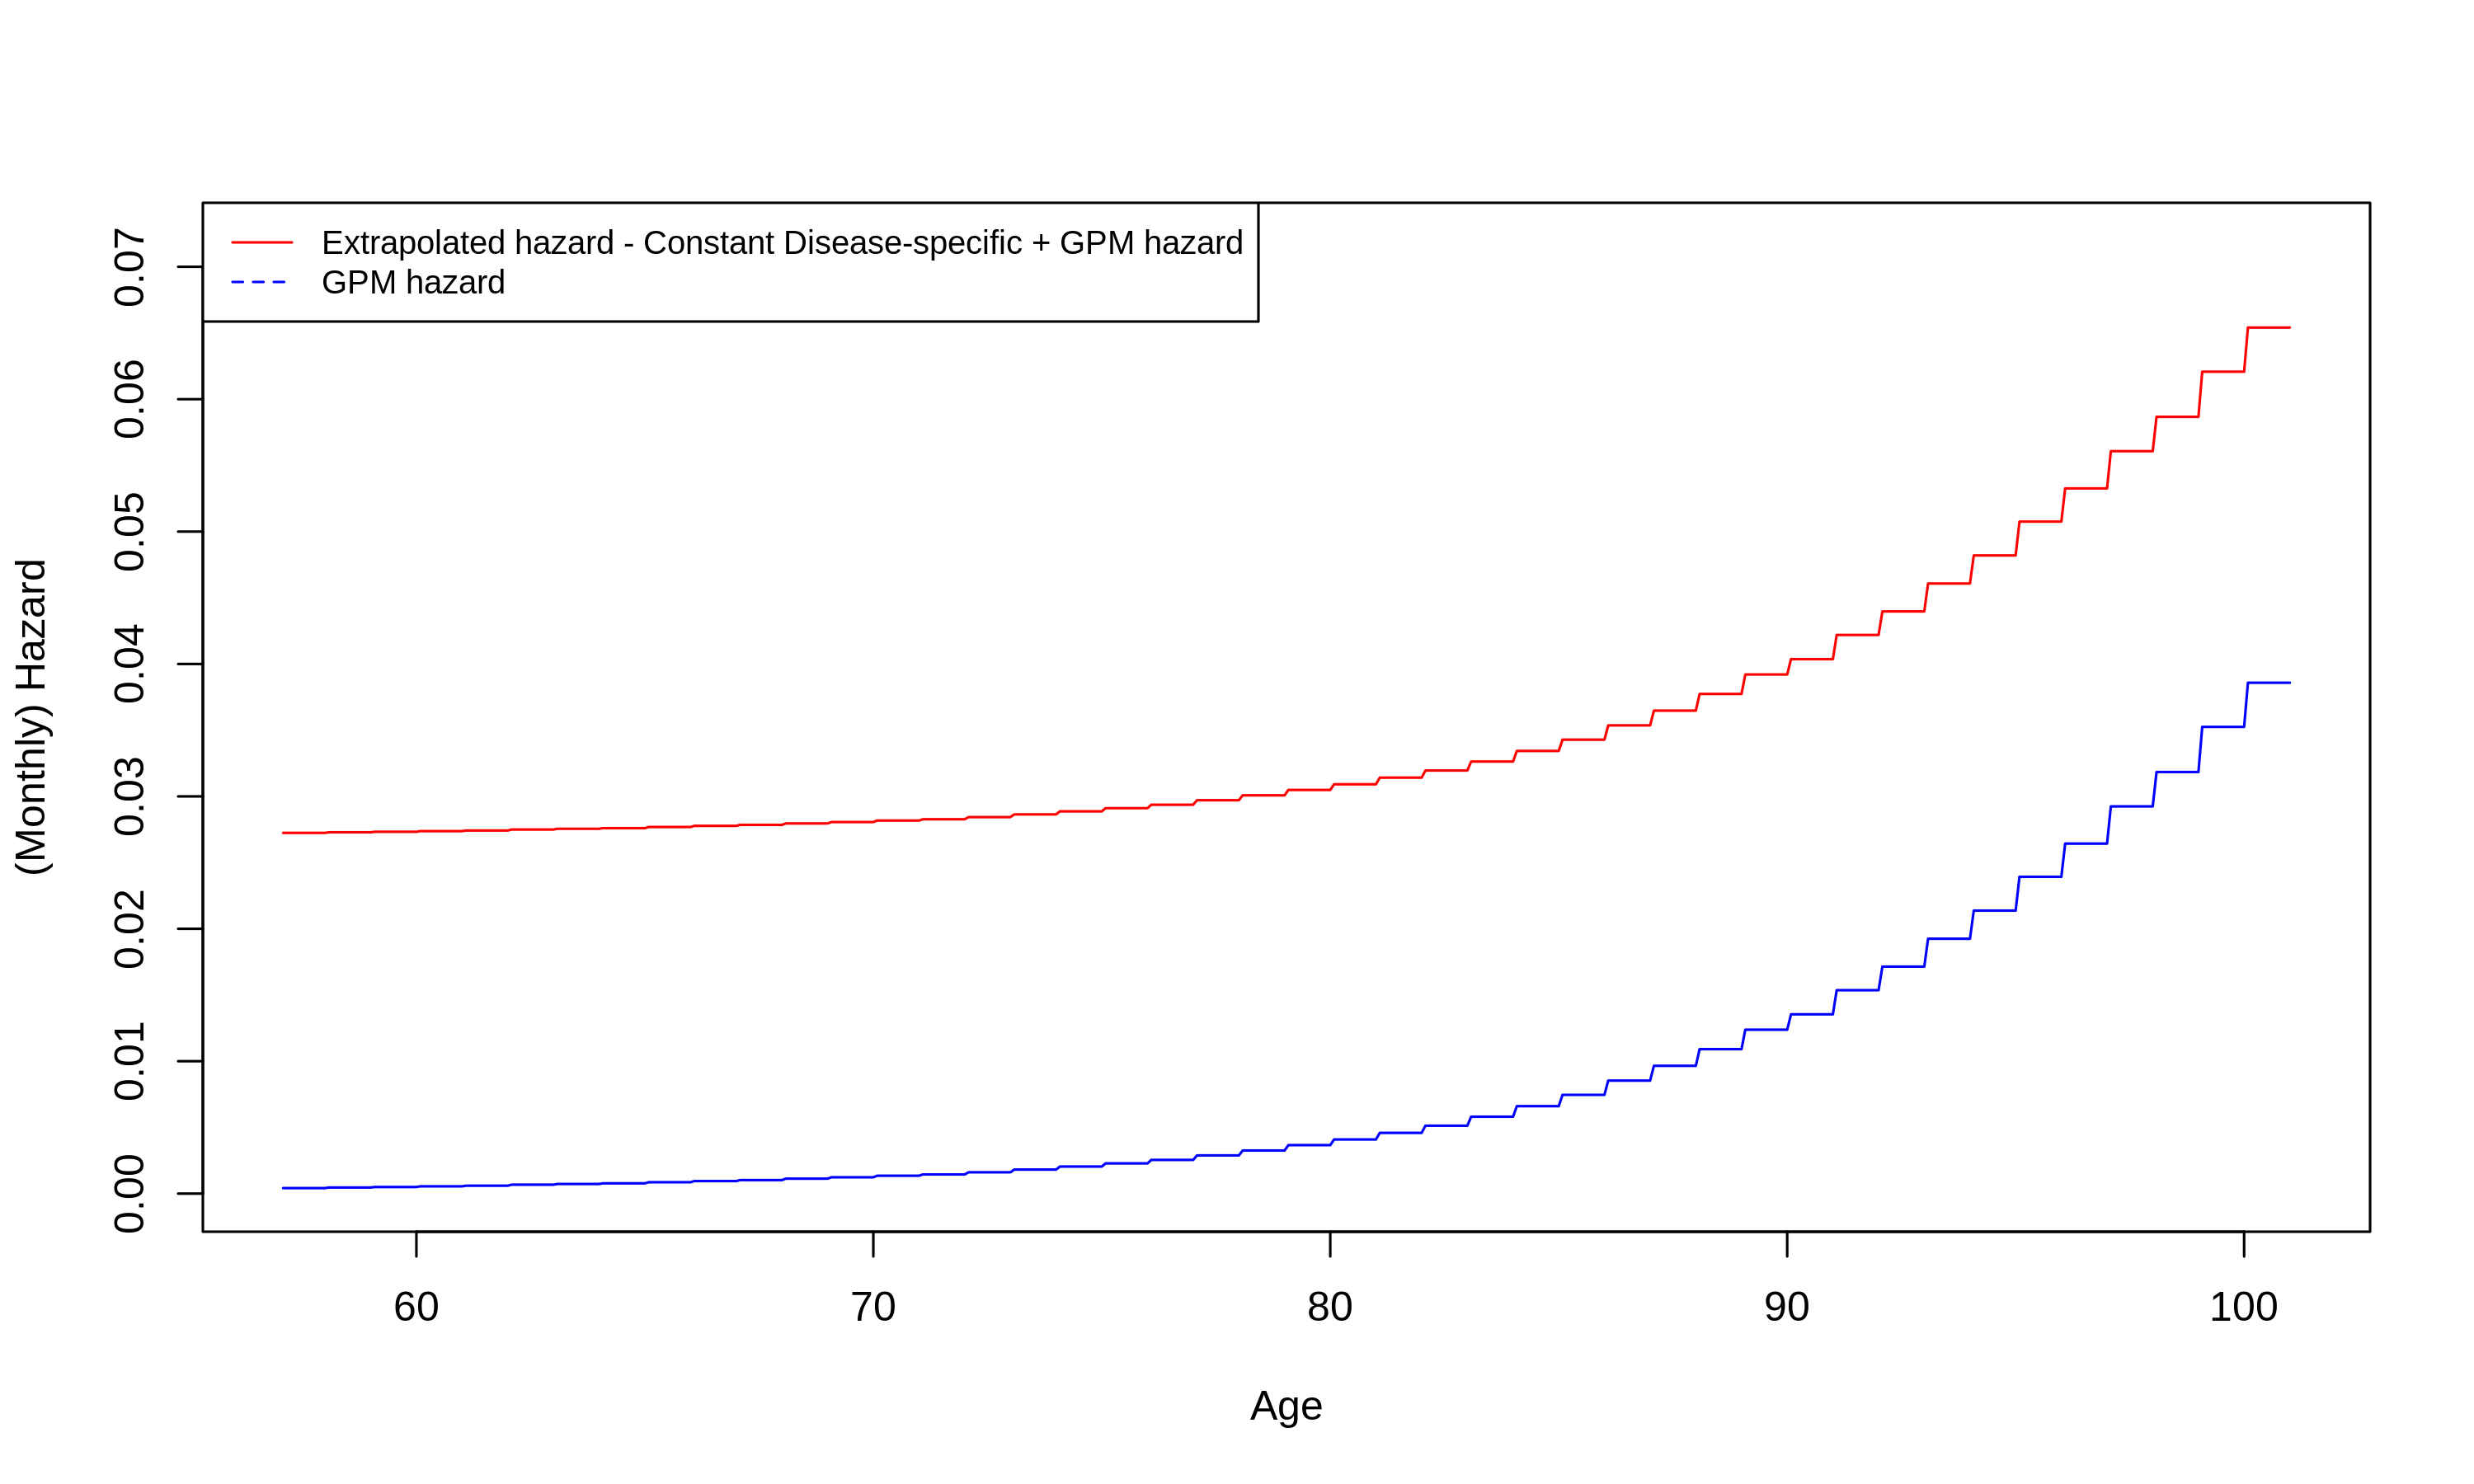 Extrapolated hazard - Constant Disease-specific + GPM hazard
GPM hazard
(Monthly) Hazard
0.07
0.06
0.05
0.04
0.03
0.02
0.01
0.00
60 70 80 90 100
Age